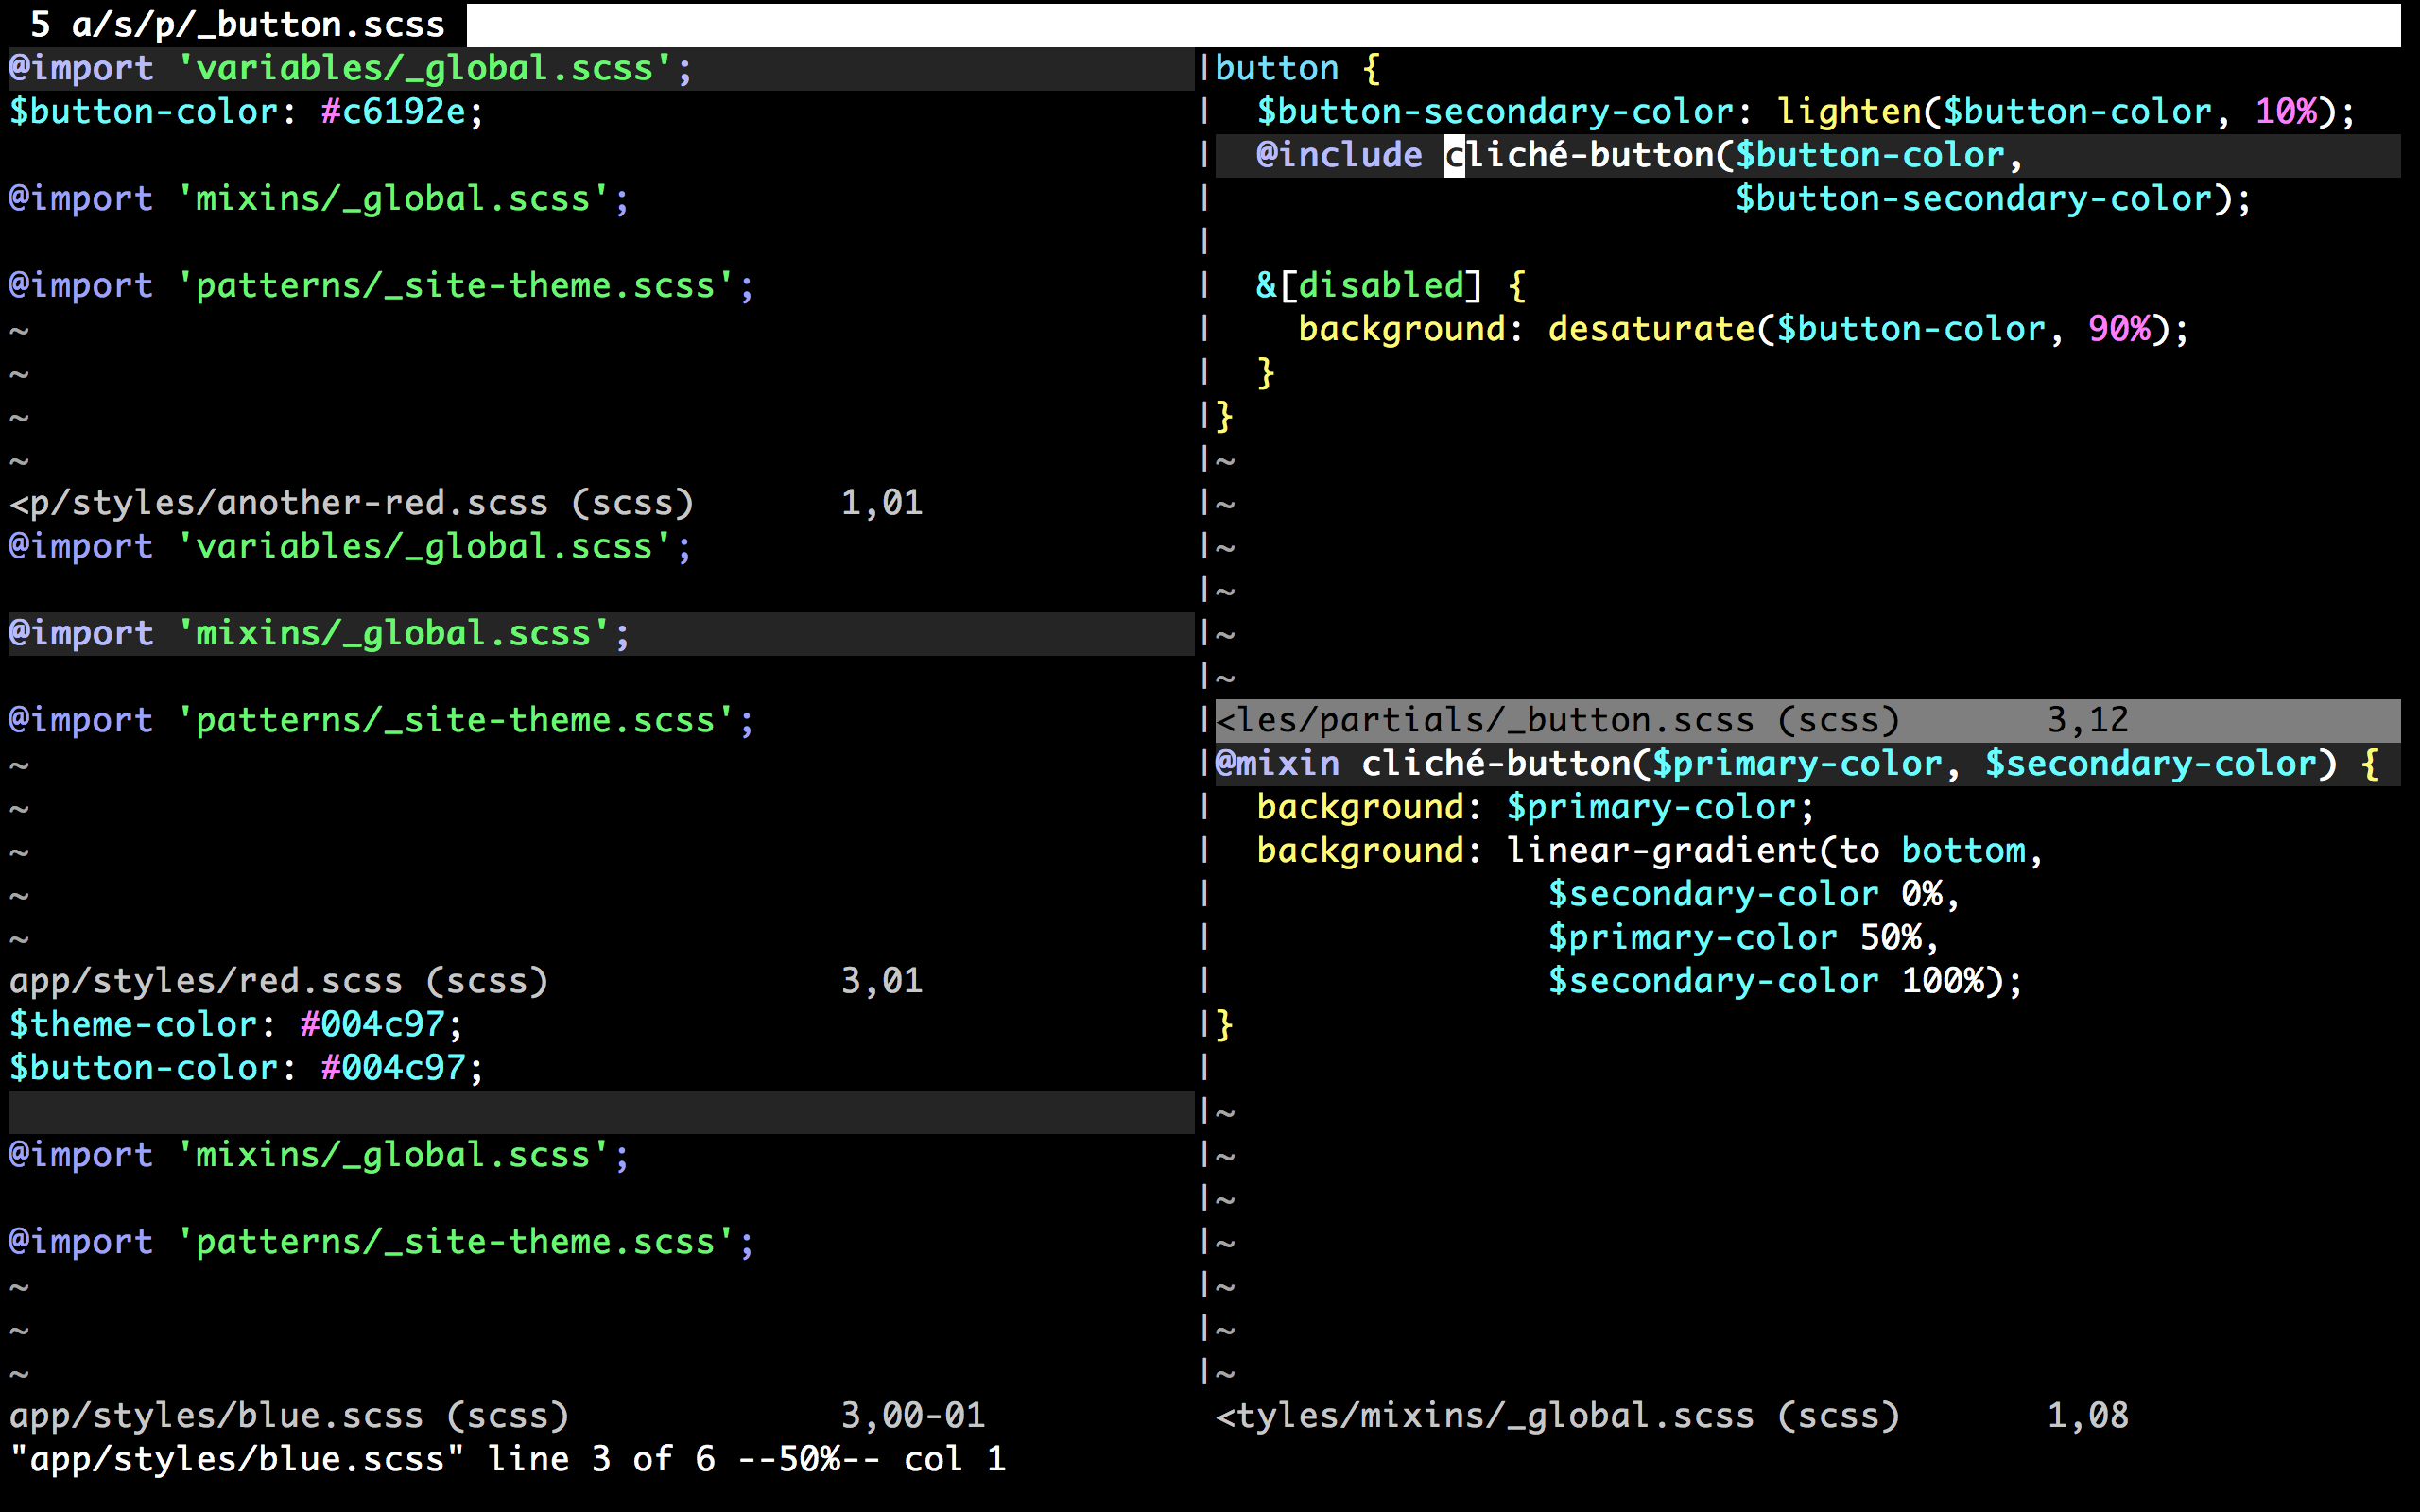 5 a/s/p/_button.scss
@import 'variables/_global.scss';
$button-color: #c6192e;
@import 'mixins/_global.scss';
@import 'patterns/_site-theme.scss';
~
~
~
~
<p/styles/another-red.scss (scss)       1,01
@import 'variables/_global.scss';
@import 'mixins/_global.scss';
@import 'patterns/_site-theme.scss';
~
~
~
~
~
app/styles/red.scss (scss)              3,01
$theme-color: #004c97;
$button-color: #004c97;
@import 'mixins/_global.scss';
@import 'patterns/_site-theme.scss';
~
~
~
app/styles/blue.scss (scss)             3,00-01
"app/styles/blue.scss" line 3 of 6 --50%-- col 1
|button {
|  $button-secondary-color: lighten($button-color, 10%);
|  @include cliché-button($button-color,
|                         $button-secondary-color);
|
|  &[disabled] {
|    background: desaturate($button-color, 90%);
|  }
|}
|~
|~
|~
|~
|~
|~
|<les/partials/_button.scss (scss)       3,12
|@mixin cliché-button($primary-color, $secondary-color) {
|  background: $primary-color;
|  background: linear-gradient(to bottom,
|                $secondary-color 0%,
|                $primary-color 50%,
|                $secondary-color 100%);
|}
|
|~
|~
|~
|~
|~
|~
|~
<tyles/mixins/_global.scss (scss)       1,08